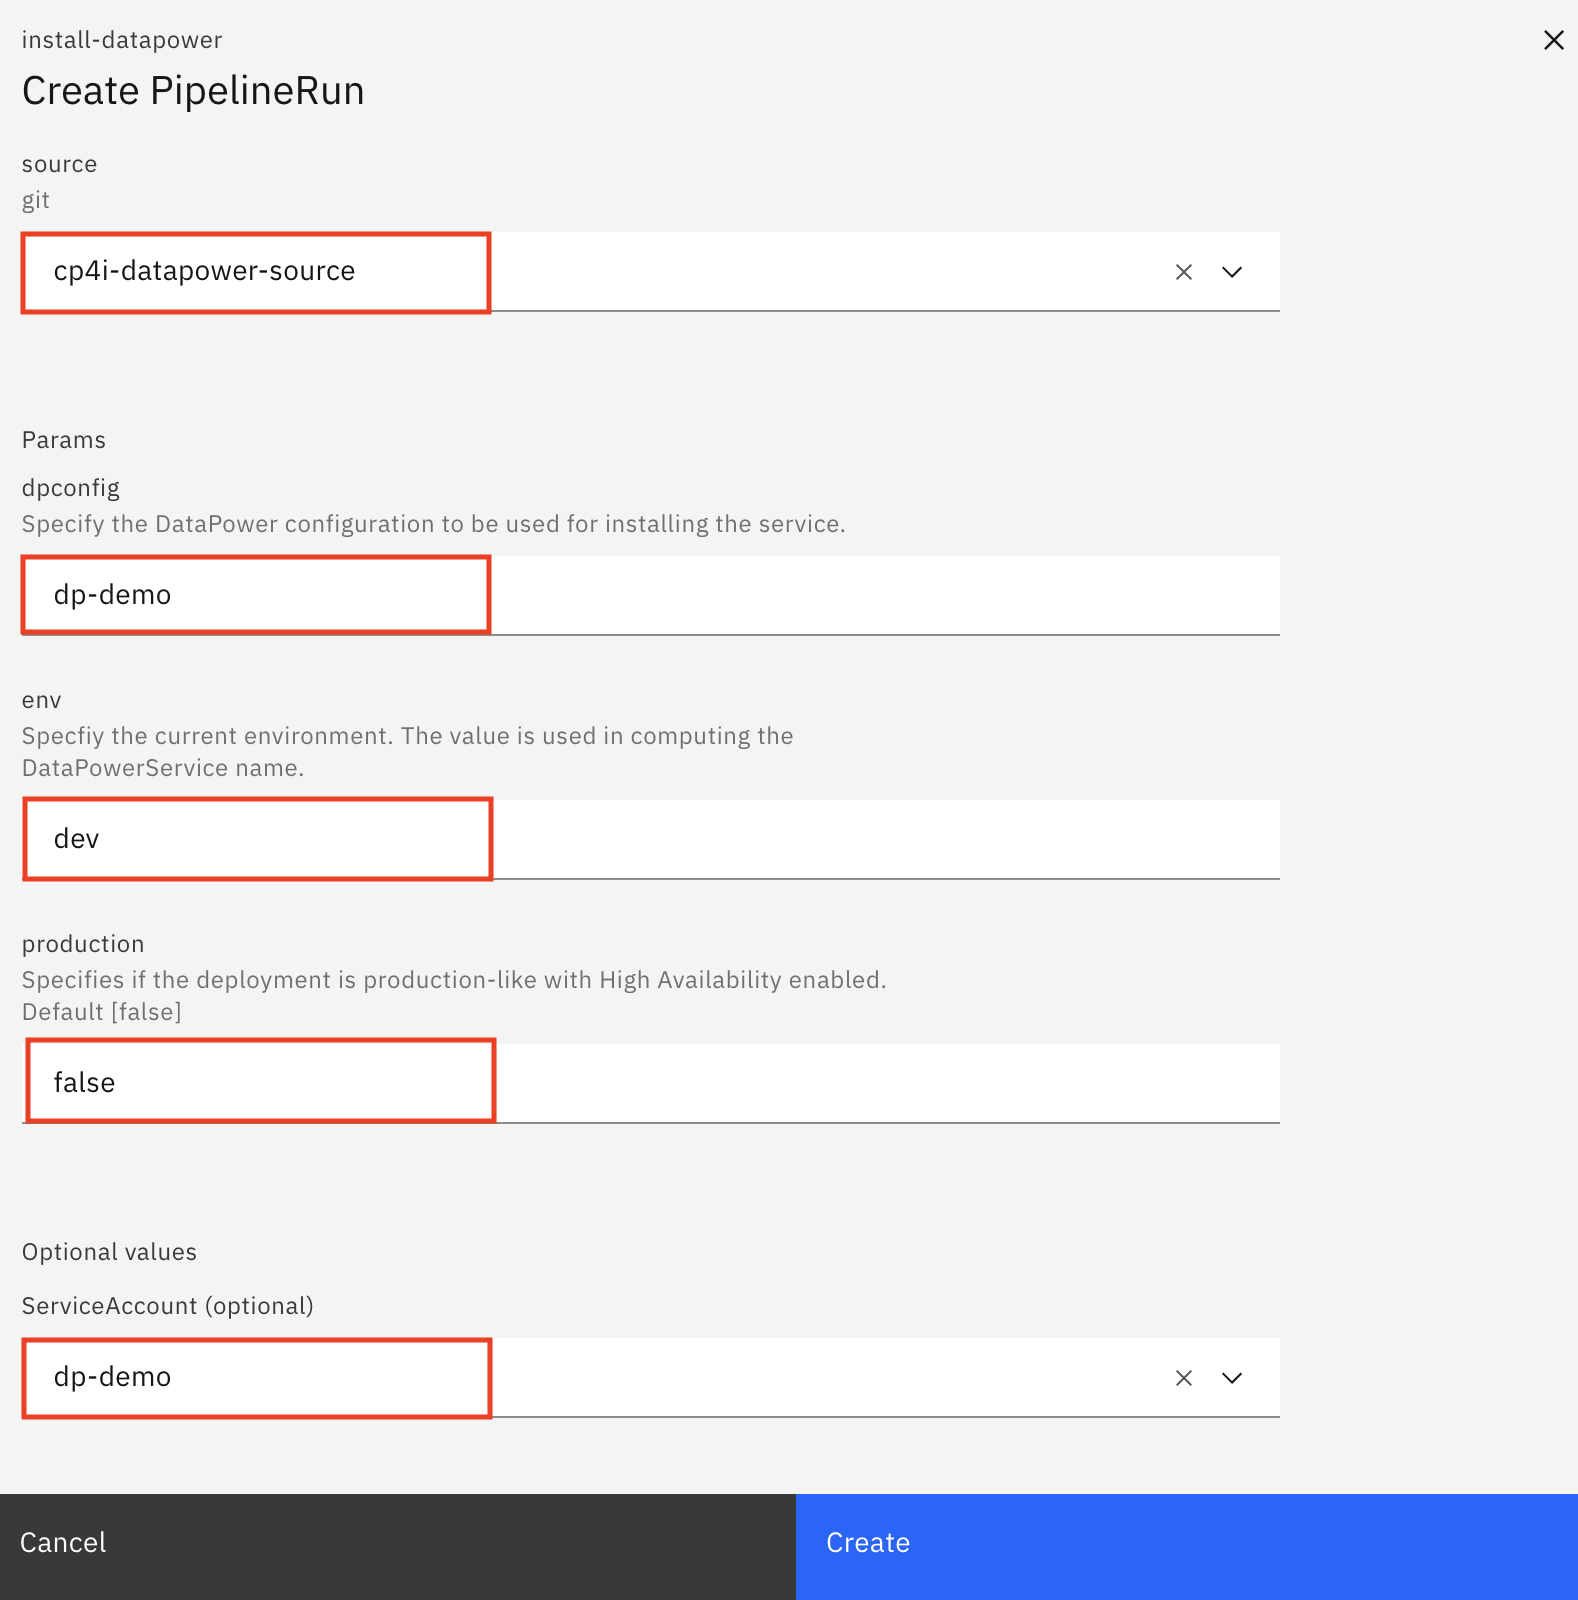 install-datapower
Create PipelineRun
source
git
cp4i-datapower-source
Params
dpconfig
Specify the DataPower configuration to be used for installing the service.
dp-demo
env
Specfiy the current environment. The value is used in computing the
DataPowerService name.
dev
production
Specifies if the deployment is production-like with High Availability enabled.
Default [false]
false
Optional values
ServiceAccount (optional)
dp-demo
Cancel
Create